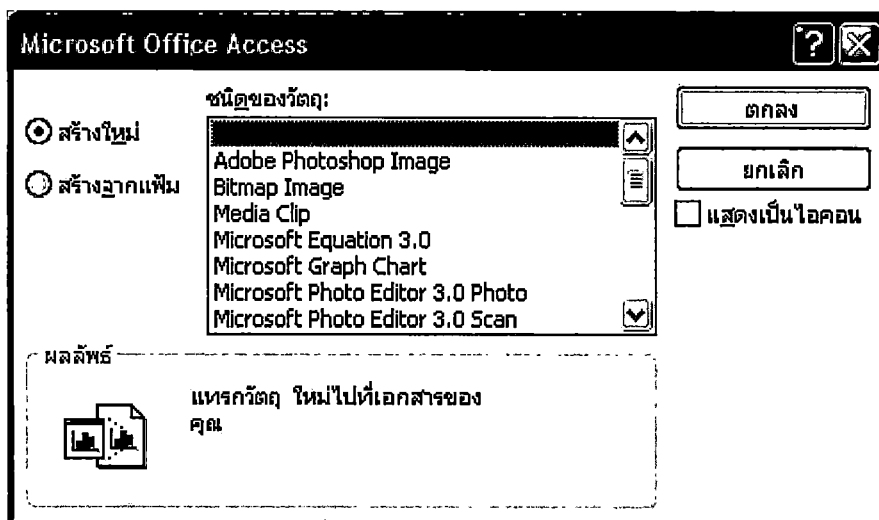 Microsoft Office Access
ชนิดของวัตถุ:
สร้างใหม่
สร้างจากแฟ้ม
Adobe Photoshop Image
Bitmap Image
Media Clip
Microsoft Equation 3.0
Microsoft Graph Chart
Microsoft Photo Editor 3.0 Photo
Microsoft Photo Editor 3.0 Scan
ตกลง
ยกเลิก
แสดงเป็นไอคอน
ผลลัพธ์
แทรกวัตถุ ใหม่ไปที่เอกสารของ
คุณ